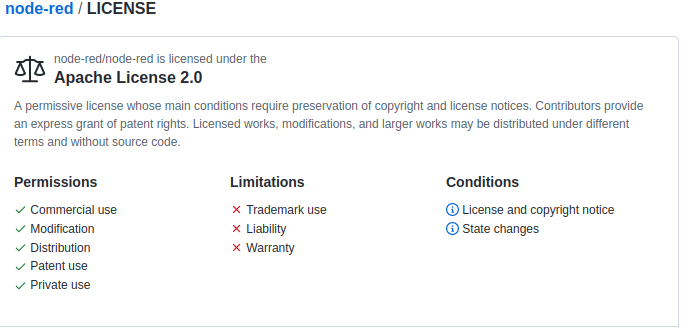 node-red / LICENSE
node-red/node-red is licensed under the
Apache License 2.0
A permissive license whose main conditions require preservation of copyright and license notices. Contributors provide
an express grant of patent rights. Licensed works, modifications, and larger works may be distributed under different
terms and without source code.
Permissions
Commercial use
Modification
Distribution
Patent use
Private use
Limitations
Trademark use
Liability
Warranty
Conditions
License and copyright notice
State changes